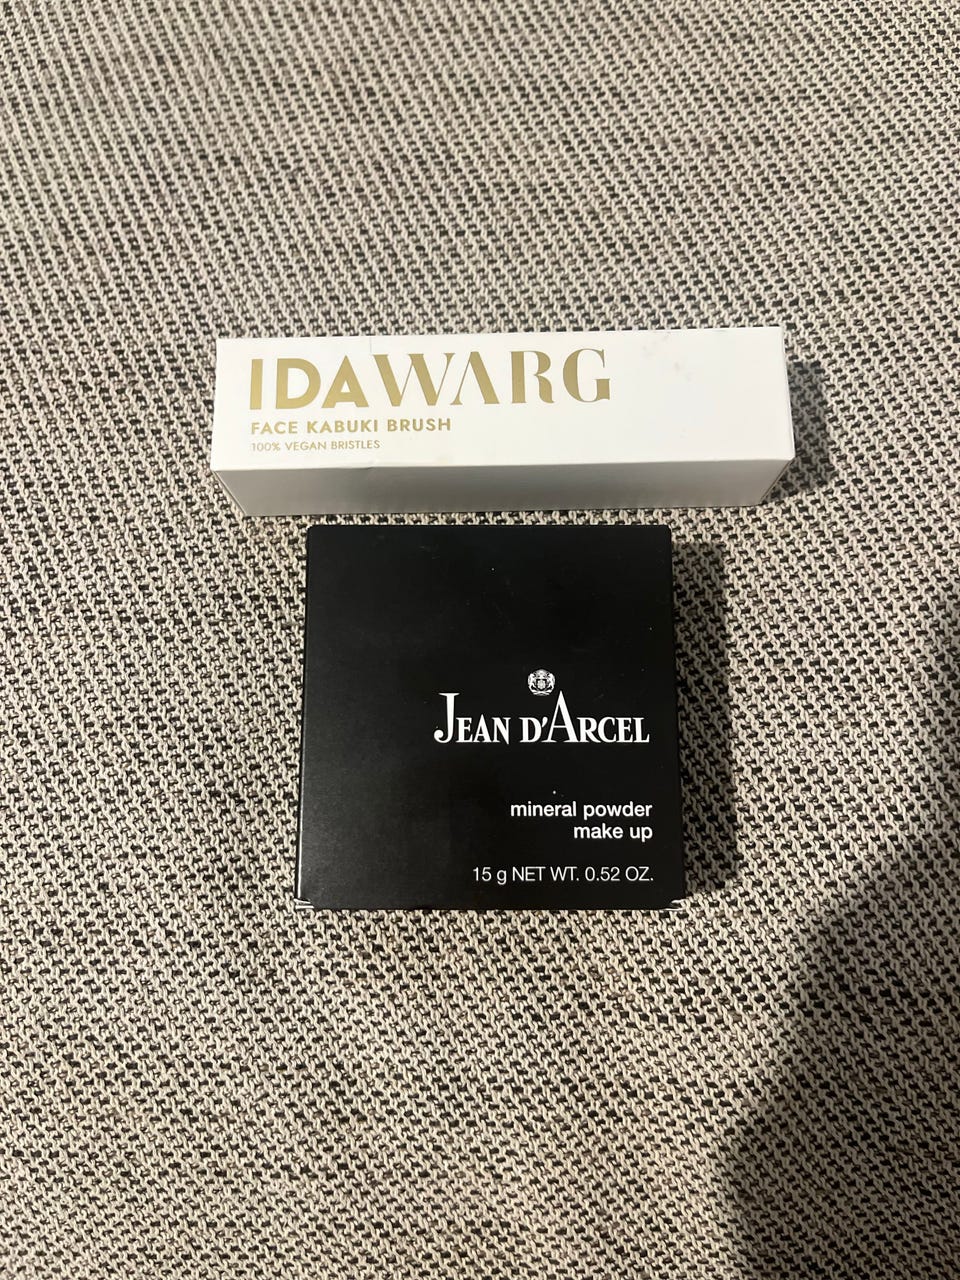 IDAWARG
FACE KABUKI BRUSH
100% VEGAN BRISTLES
JEAN D'ARCEL
mineral powder
make up
15 g NET WT. 0.52 OZ.